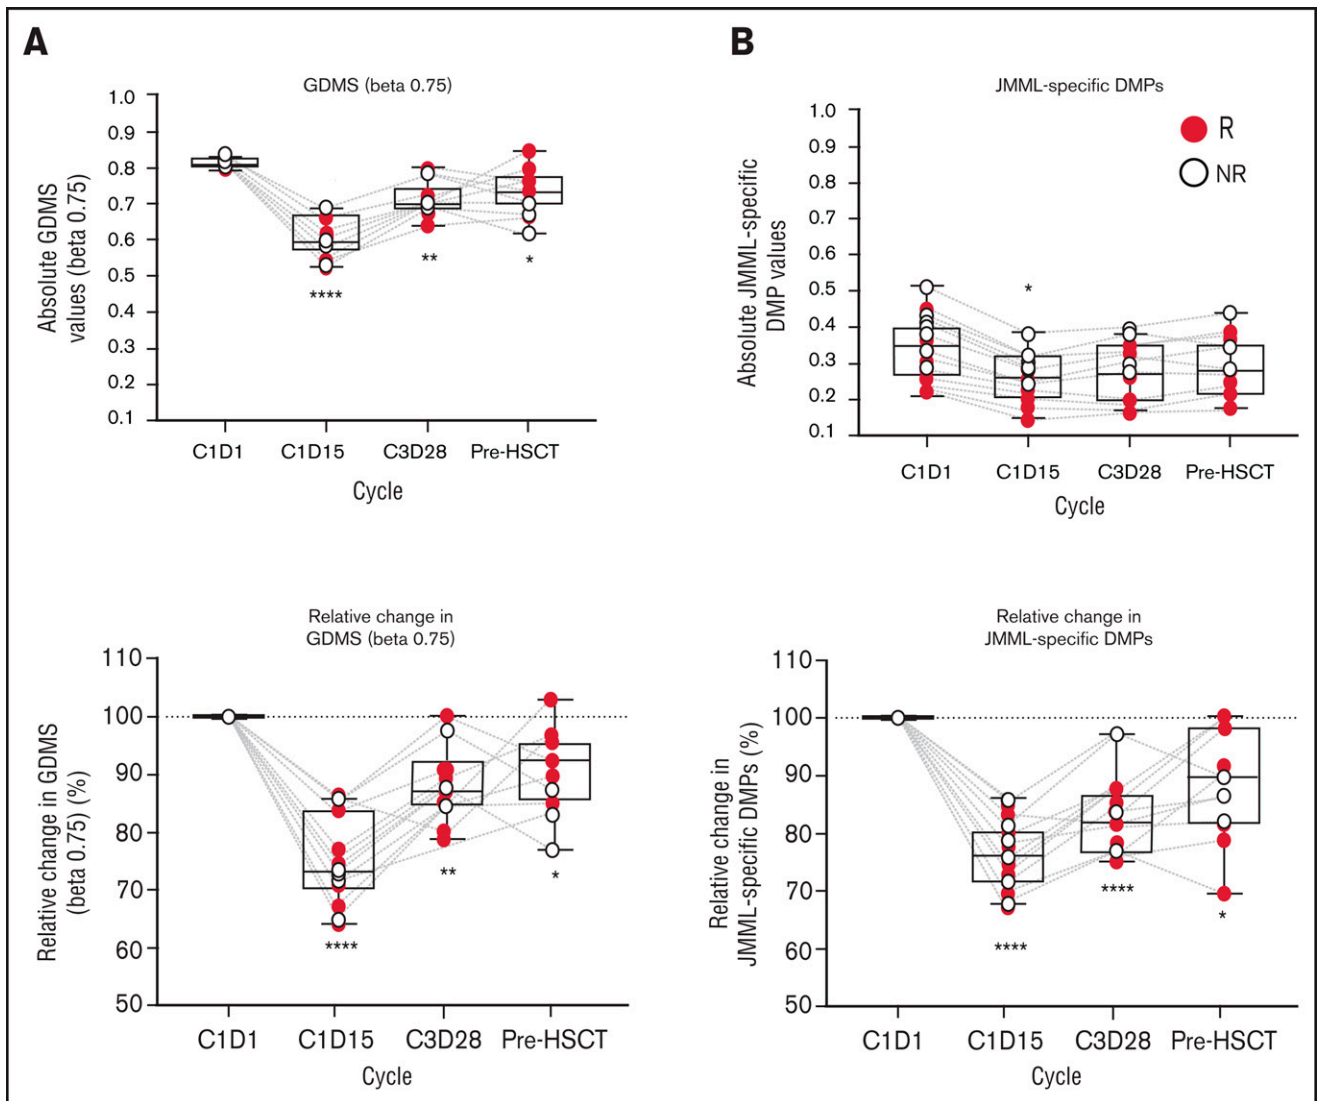 A
GDMS (beta 0.75)
Absolute GDMS
values (beta 0.75)
1.0
0.9
0.8
0.7
0.6
0.5
0.4
0.3
0.2
0.1
****
**
*
C1D1 C1D15 C3D28 Pre-HSCT
Cycle
B
JMML-specific DMPs
R
NR
Absolute JMML-specific
DMP values
1.0
0.9
0.8
0.7
0.6
0.5
0.4
0.3
0.2
0.1
*
C1D1 C1D15 C3D28 Pre-HSCT
Cycle
Relative change in
GDMS (beta 0.75)
Relative change in GDMS
(beta 0.75) (%)
110
100
90
80
70
60
50
****
**
*
C1D1 C1D15 C3D28 Pre-HSCT
Cycle
Relative change in
JMML-specific DMPs
Relative change in
JMML-specific DMPs (%)
110
100
90
80
70
60
50
****
****
*
C1D1 C1D15 C3D28 Pre-HSCT
Cycle